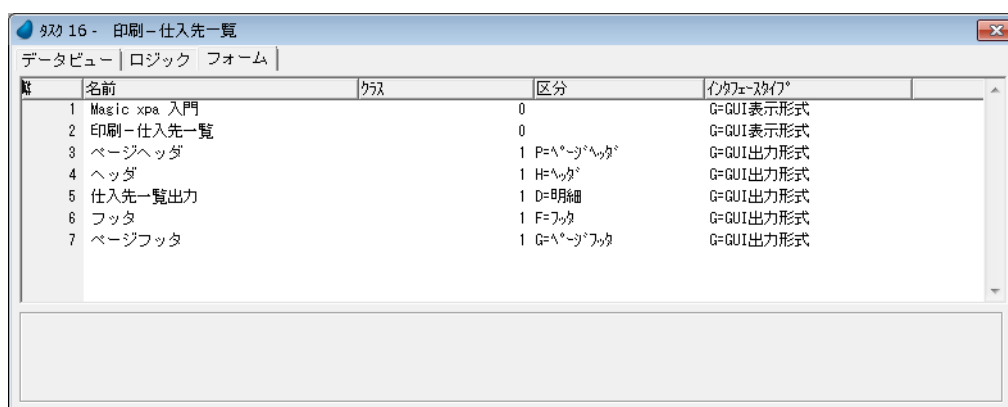 ﾀｽｸ 16 - 印刷－仕入先一覧
データビュー ロジック フォーム
# 名前 ｸﾗｽ 区分 ｲﾝﾀﾌｪｰｽﾀｲﾌﾟ
1 Magic xpa 入門 0 G=GUI表示形式
2 印刷－仕入先一覧 0 G=GUI表示形式
3 ページヘッダ 1 P=ﾍﾟｰｼﾞﾍｯﾀﾞ G=GUI出力形式
4 ヘッダ 1 H=ﾍｯﾀﾞ G=GUI出力形式
5 仕入先一覧出力 1 D=明細 G=GUI出力形式
6 フッタ 1 F=ﾌｯﾀ G=GUI出力形式
7 ページフッタ 1 G=ﾍﾟｰｼﾞﾌｯﾀ G=GUI出力形式